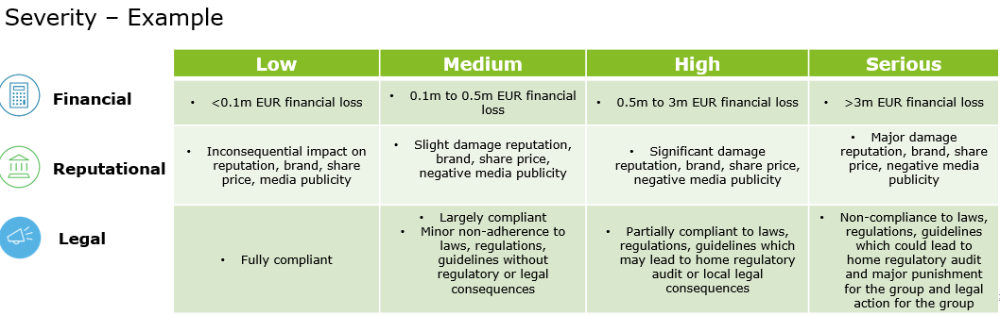 Severity – Example
Low
Medium
High
Serious
Financial
• <0.1m EUR financial loss
• 0.1m to 0.5m EUR financial
loss
• 0.5m to 3m EUR financial loss
• >3m EUR financial loss
Reputational
• Inconsequential impact on
reputation, brand, share
price, media publicity
• Slight damage reputation,
brand, share price,
negative media publicity
• Significant damage
reputation, brand, share price,
negative media publicity
• Major damage
reputation, brand, share
price, negative media
publicity
Legal
• Fully compliant
• Largely compliant
• Minor non-adherence to
laws, regulations,
guidelines without
regulatory or legal
consequences
• Partially compliant to laws,
regulations, guidelines which
may lead to home regulatory
audit or local legal
consequences
• Non-compliance to laws,
regulations, guidelines
which could lead to
home regulatory audit
and major punishment
for the group and legal
action for the group